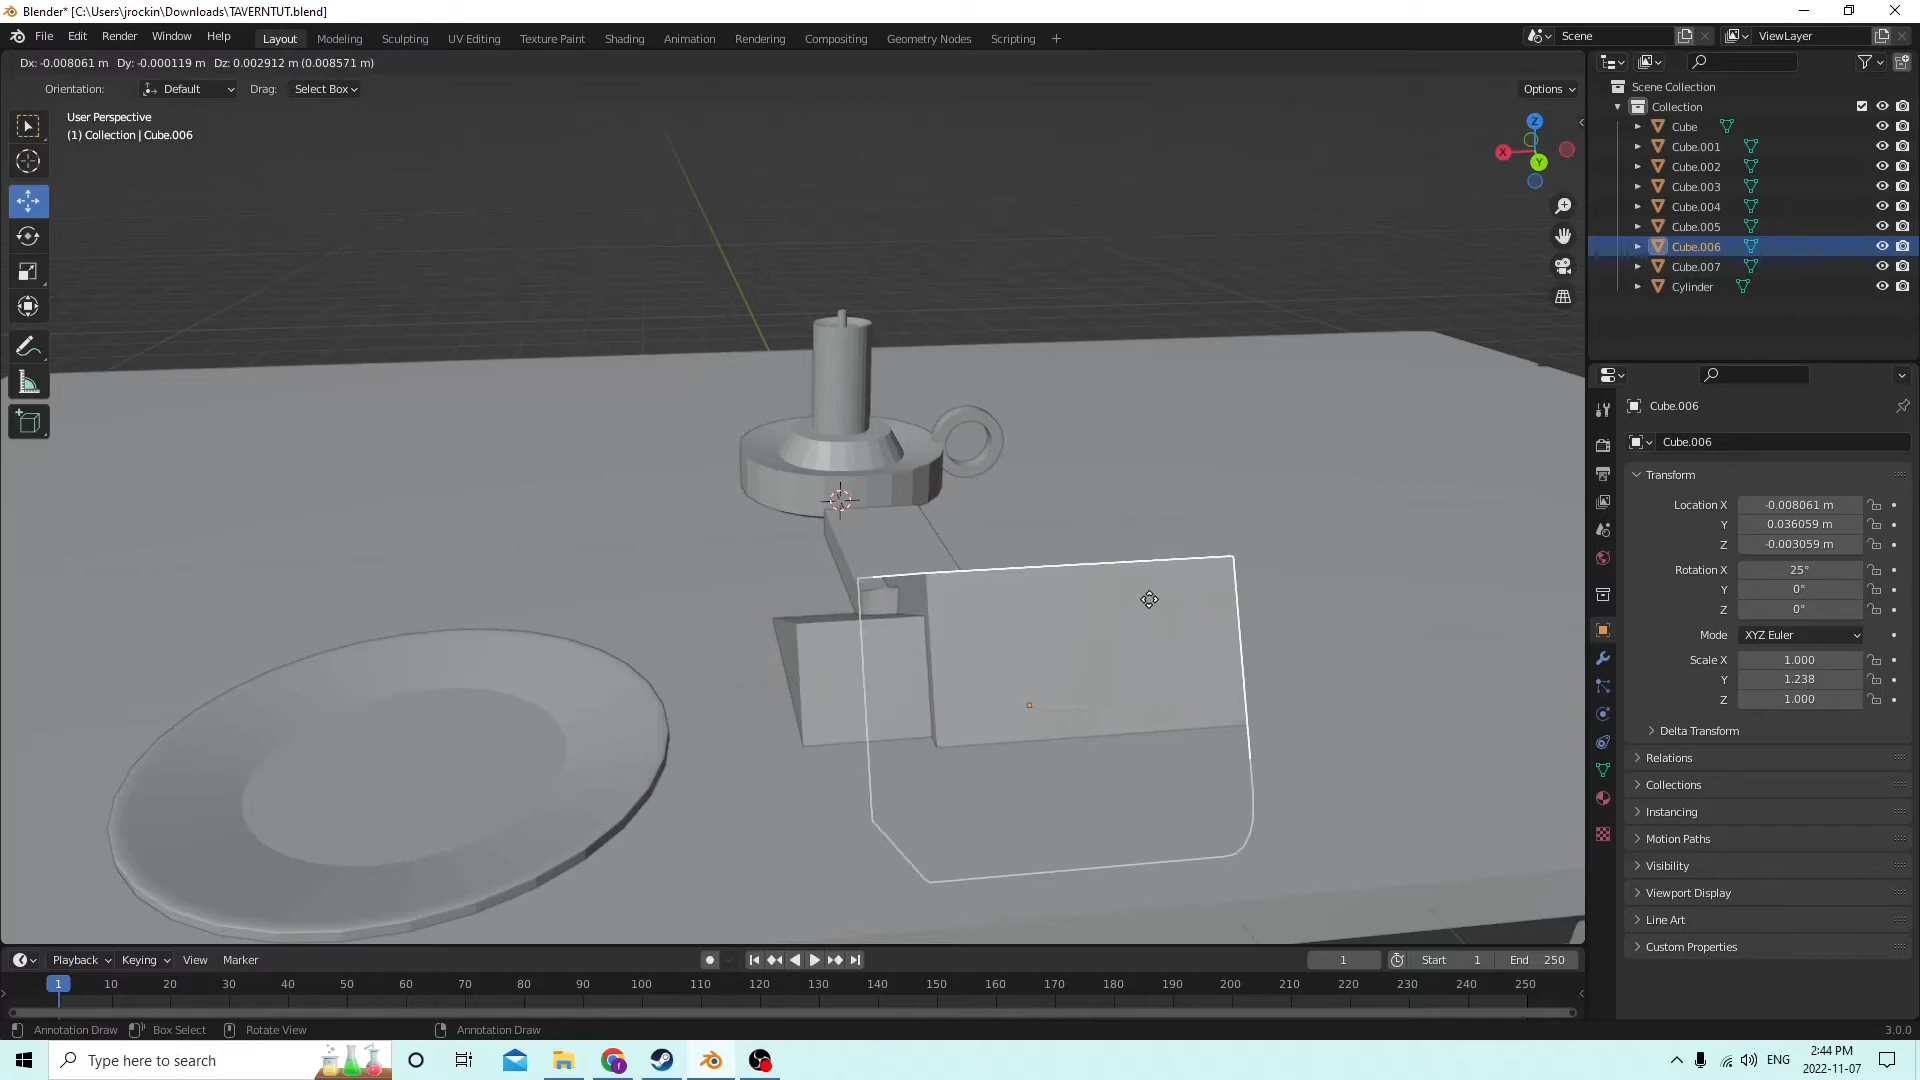 Blender* [C:\Users\jrockin\Downloads\TAVERNTUT.blend]
File Edit Render Window Help Layout Modeling Sculpting UV Editing Texture Paint Shading Animation Rendering Compositing Geometry Nodes Scripting + Scene ViewLayer
Dx: -0.008061 m Dy: -0.000119 m Dz: 0.002912 m (0.008571 m)
Orientation: Default Drag: Select Box Options
User Perspective
(1) Collection | Cube.006
Z
X
Y
Scene Collection
Collection
Cube
Cube.001
Cube.002
Cube.003
Cube.004
Cube.005
Cube.006
Cube.007
Cylinder
Cube.006
Cube.006
Transform
Location X -0.008061 m
Y 0.036059 m
Z -0.003059 m
Rotation X 25°
Y 0°
Z 0°
Mode XYZ Euler
Scale X 1.000
Y 1.238
Z 1.000
Delta Transform
Relations
Collections
Instancing
Motion Paths
Visibility
Viewport Display
Line Art
Custom Properties
Playback Keying View Marker 1 Start 1 End 250
1 10 20 30 40 50 60 70 80 90 100 110 120 130 140 150 160 170 180 190 200 210 220 230 240 250
Annotation Draw Box Select Rotate View Annotation Draw 3.0.0
Type here to search ENG 2:44 PM
2022-11-07